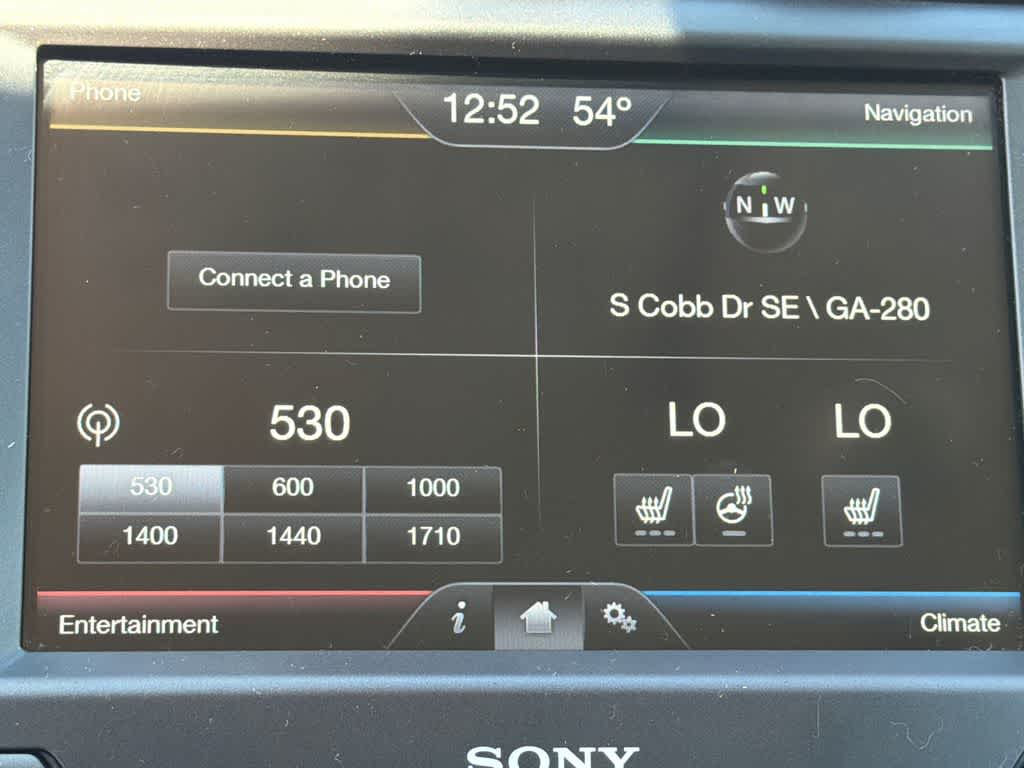 Phone
12:52 54°
Navigation
N W
Connect a Phone
S Cobb Dr SE \ GA-280
530
LO LO
530 600 1000
1400 1440 1710
Entertainment
i
Climate
SONY